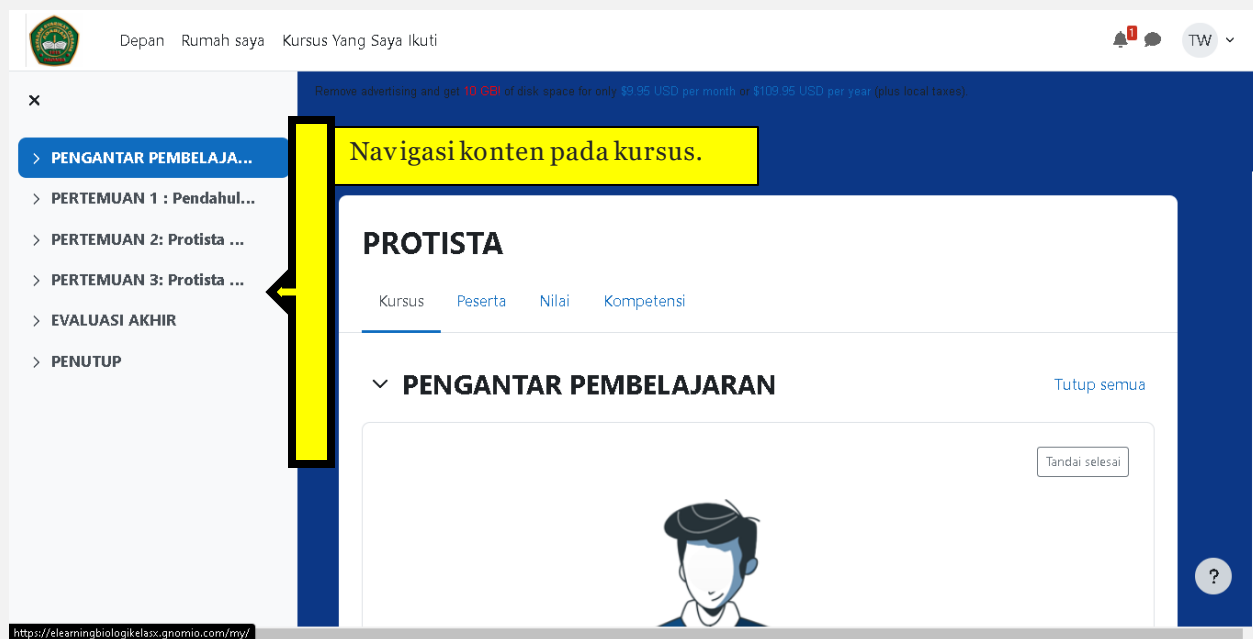 Depan Rumah saya Kursus Yang Saya Ikuti
1
TW
Remove advertising and get 10 GBi of disk space for only $9.95 USD per month or $109.95 USD per year (plus local taxes).
Navigasi konten pada kursus.
PENGANTAR PEMBELAJA...
PERTEMUAN 1 : Pendahul...
PERTEMUAN 2: Protista ...
PERTEMUAN 3: Protista ...
EVALUASI AKHIR
PENUTUP
PROTISTA
Kursus Peserta Nilai Kompetensi
PENGANTAR PEMBELAJARAN
Tutup semua
Tandai selesai
?
https://elearningbiologikelasx.gnomio.com/my/